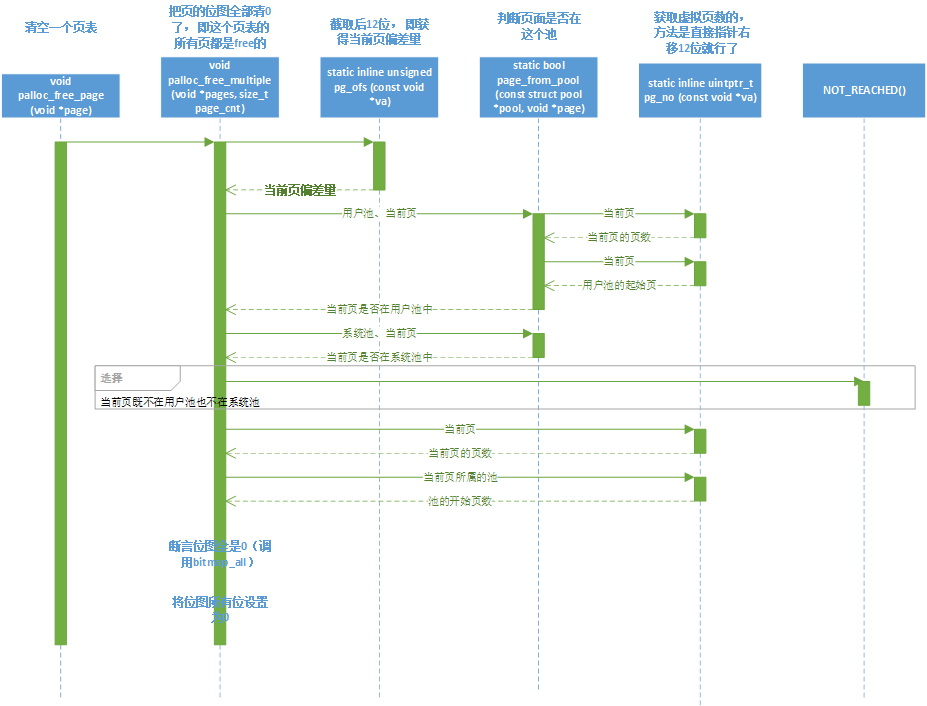 清空一个页表
把页的位图全部清0
了，即这个页表的
所有页都是free的
截取后12位，即获
得当前页偏差量
判断页面是否在
这个池
获取虚拟页数的，
方法是直接指针右
移12位就行了
void
palloc_free_page
(void *page)
void
palloc_free_multiple
(void *pages, size_t
page_cnt)
static inline unsigned
pg_ofs (const void
*va)
static bool
page_from_pool
(const struct pool
*pool, void *page)
static inline uintptr_t
pg_no (const void *va)
NOT_REACHED()
当前页偏差量
用户池、当前页
当前页
当前页的页数
当前页
用户池的起始页
当前页是否在用户池中
系统池、当前页
当前页是否在系统池中
选择
当前页既不在用户池也不在系统池
当前页
当前页的页数
当前页所属的池
池的开始页数
断言位图全是0（调
用bitmap_all）
将位图所有位设置
为0